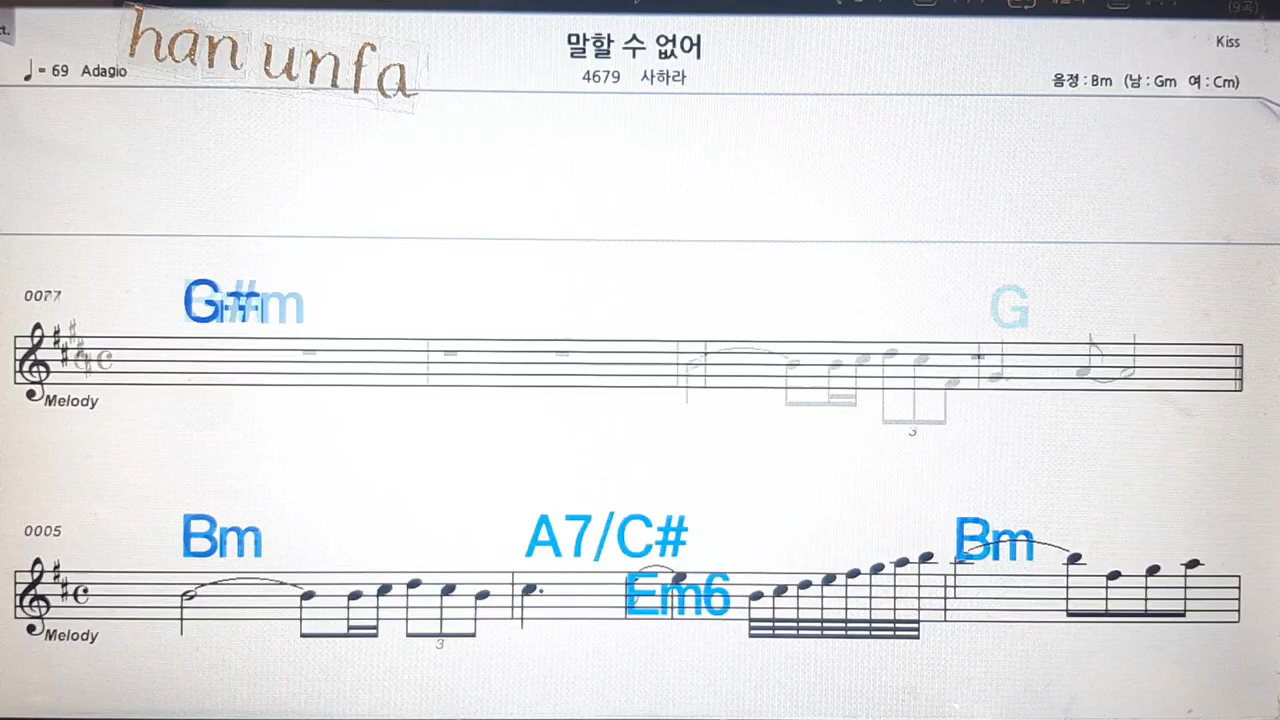 han unfa
말할 수 없어
Kiss
♩= 69 Adagio
4679 사하라
음정 : Bm (남 : Gm 여 : Cm)
G
Melody
3
0005
Bm A7/C# Bm
Em6
Melody
3